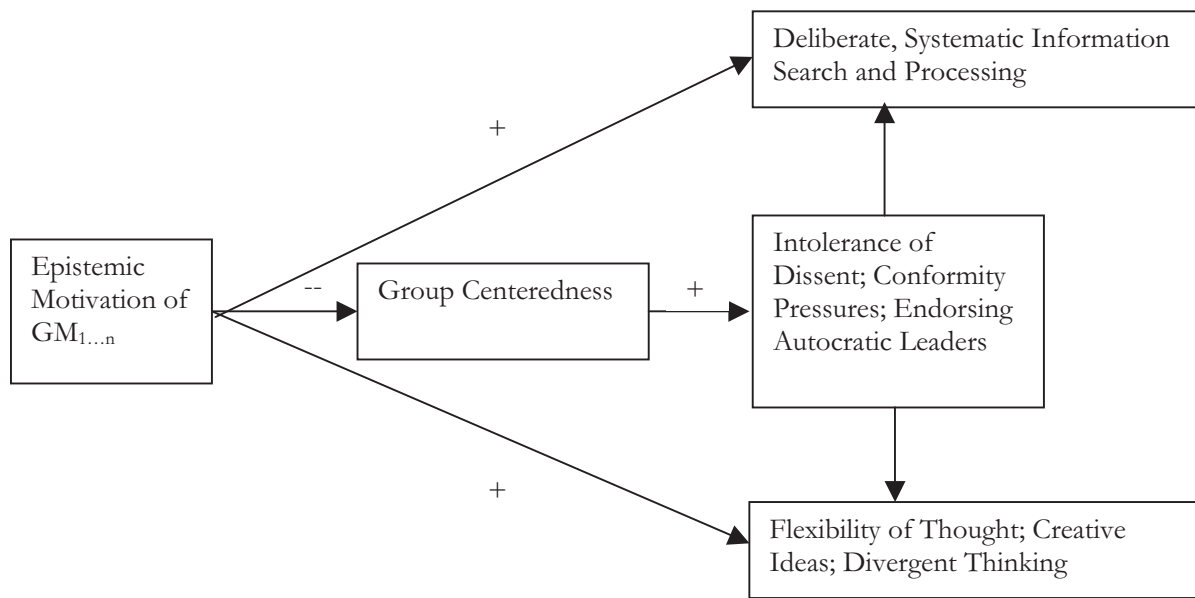 Deliberate, Systematic Information
Search and Processing
+
Epistemic
Motivation of
GM1…n
--
Group Centeredness
+
Intolerance of
Dissent; Conformity
Pressures; Endorsing
Autocratic Leaders
+
Flexibility of Thought; Creative
Ideas; Divergent Thinking